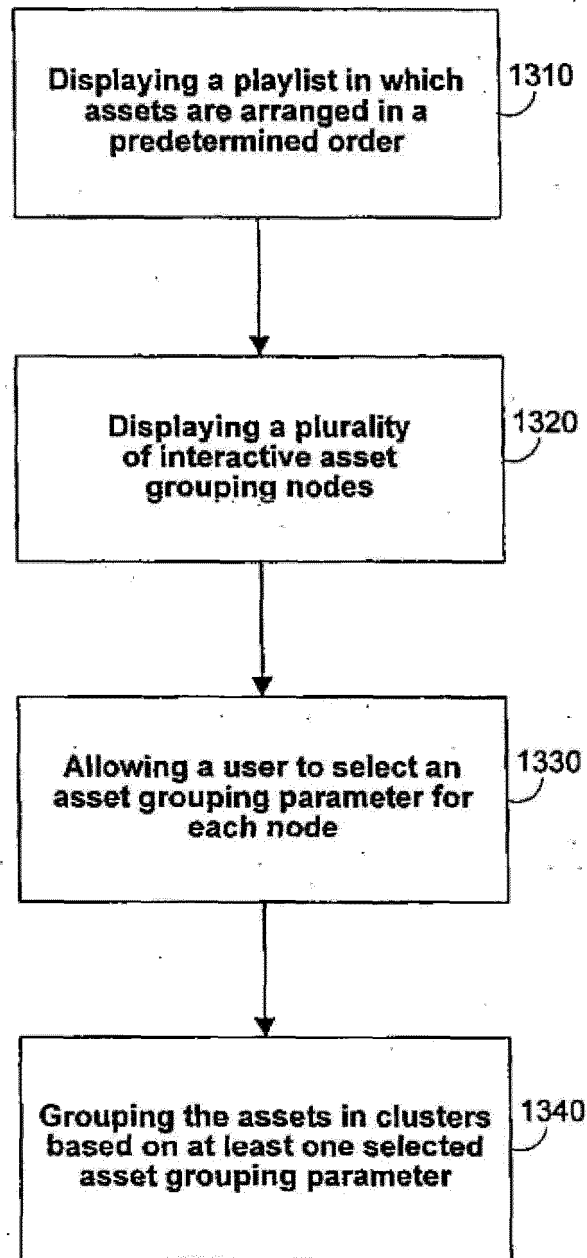 Displaying a playlist in which
assets are arranged in a
predetermined order
1310
Displaying a plurality
of interactive asset
grouping nodes
1320
Allowing a user to select an
asset grouping parameter for
each node
1330
Grouping the assets in clusters
based on at least one selected
asset grouping parameter
1340